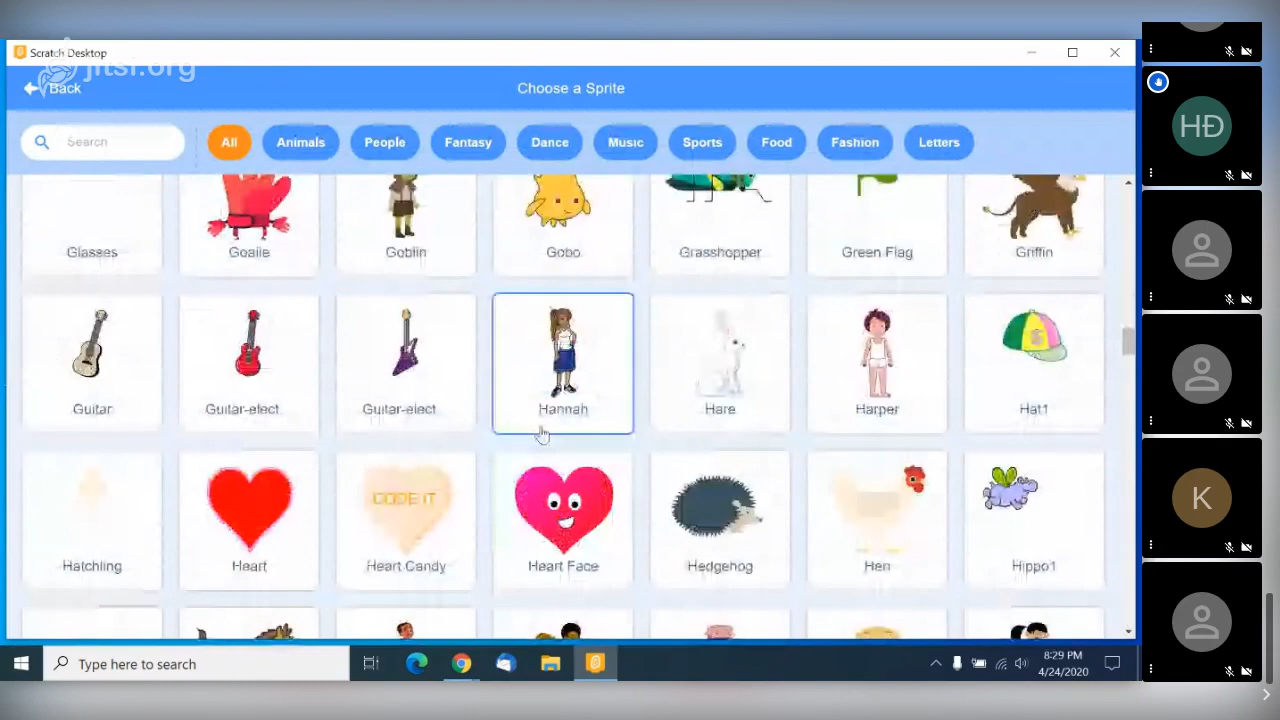 Scratch Desktop
jitsi.org
Back
Choose a Sprite
Search
All
Animals
People
Fantasy
Dance
Music
Sports
Food
Fashion
Letters
Glasses
Goalie
Goblin
Gobo
Grasshopper
Green Flag
Griffin
Guitar
Guitar-elect
Guitar-elect
Hannah
Hare
Harper
Hat1
CODE IT
Hatchling
Heart
Heart Candy
Heart Face
Hedgehog
Hen
Hippo1
HĐ
K
Type here to search
8:29 PM
4/24/2020